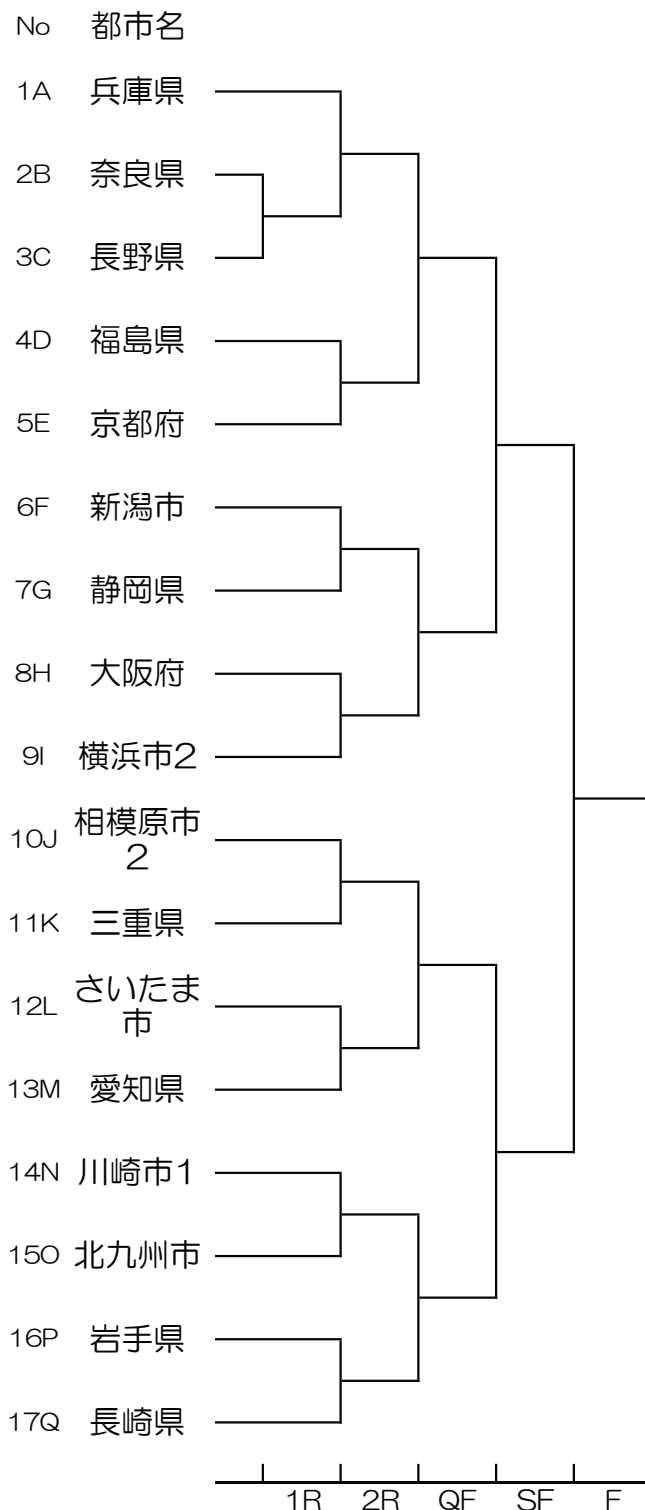 No 都市名
1A 兵庫県
2B 奈良県
3C 長野県
4D 福島県
5E 京都府
6F 新潟市
7G 静岡県
8H 大阪府
9I 横浜市2
10J 相模原市
2
11K 三重県
12L さいたま
市
13M 愛知県
14N 川崎市1
15O 北九州市
16P 岩手県
17Q 長崎県
1R 2R QF SF F